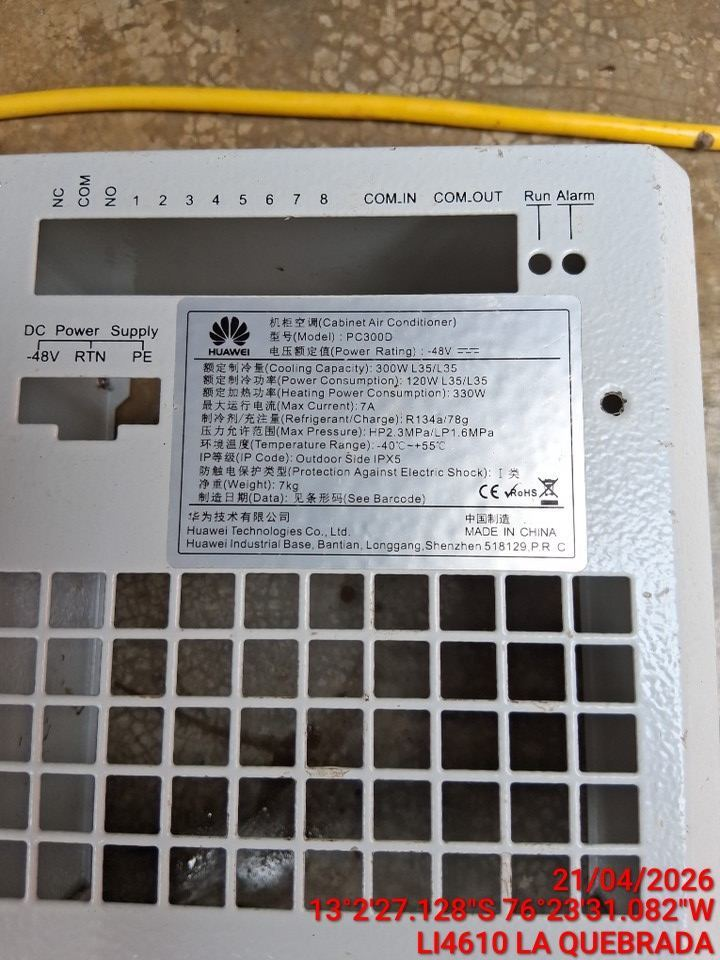 NC COM NO 1 2 3 4 5 6 7 8 COM_IN COM_OUT Run Alarm
DC Power Supply
-48V RTN PE
HUAWEI
机柜空调(Cabinet Air Conditioner)
型号(Model) : PC300D
电压额定值(Power Rating) : -48V
额定制冷量(Cooling Capacity): 300W L35/L35
额定制冷功率(Power Consumption): 120W L35/L35
额定加热功率(Heating Power Consumption): 330W
最大运行电流(Max Current): 7A
制冷剂/充注量(Refrigerant/Charge): R134a/78g
压力允许范围(Max Pressure): HP2.3MPa/LP1.6MPa
环境温度(Temperature Range): -40℃~+55℃
IP等级(IP Code): Outdoor Side IPX5
防触电保护类型(Protection Against Electric Shock): I 类
净重(Weight): 7kg
制造日期(Data): 见条形码(See Barcode)
CE RoHS
华为技术有限公司
中国制造
Huawei Technologies Co., Ltd.
MADE IN CHINA
Huawei Industrial Base, Bantian, Longgang,Shenzhen 518129,P.R C
21/04/2026
13°2'27.128"S 76°23'31.082"W
LI4610 LA QUEBRADA